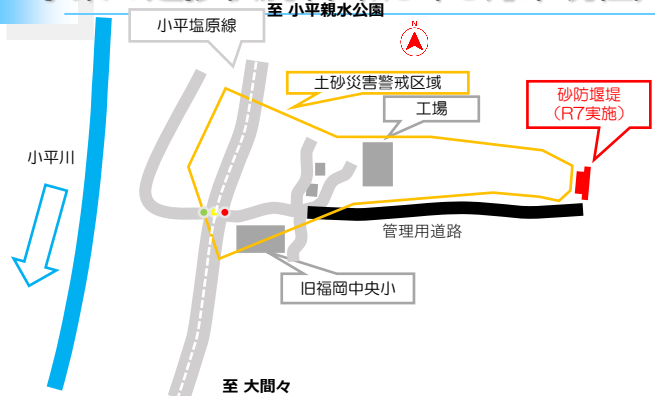 至 小平親水公園
小平塩原線
N
土砂災害警戒区域
工場
砂防堰堤
(R7実施)
小平川
管理用道路
旧福岡中央小
至 大間々